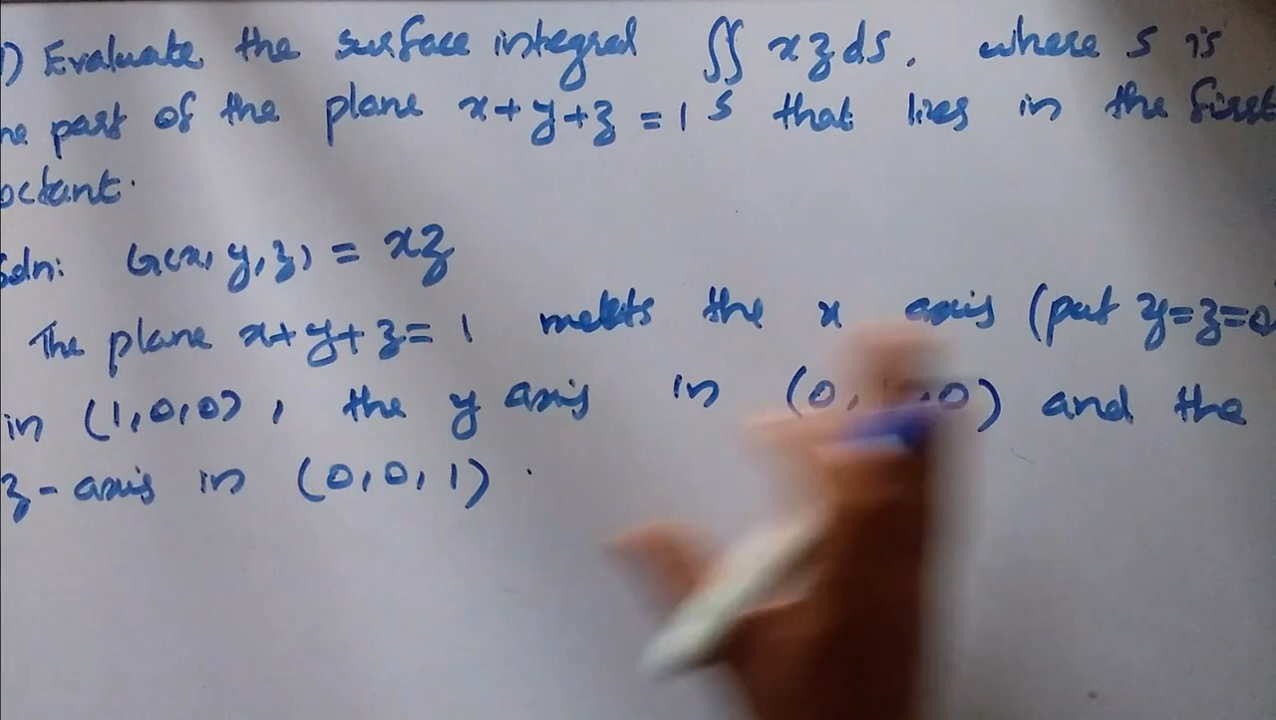 1) Evaluate the surface integral ∬_S xz ds, where S is
part of the plane x+y+z = 1 that lies in the first
octant.
Soln: G(x, y, z) = xz
The plane x+y+z = 1 meets the x axis (put y=z=0
in (1,0,0), the y axis in (0, ,0) and the
z-axis in (0,0,1).